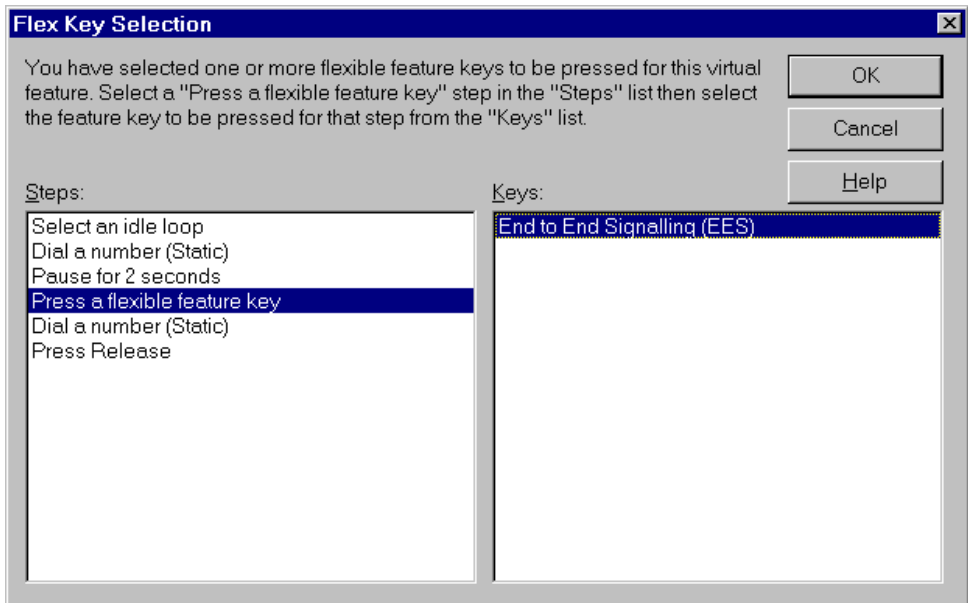 Flex Key Selection
You have selected one or more flexible feature keys to be pressed for this virtual
feature. Select a "Press a flexible feature key" step in the "Steps" list then select
the feature key to be pressed for that step from the "Keys" list.
OK
Cancel
Help
Steps:
Select an idle loop
Dial a number (Static)
Pause for 2 seconds
Press a flexible feature key
Dial a number (Static)
Press Release
Keys:
End to End Signalling (EES)